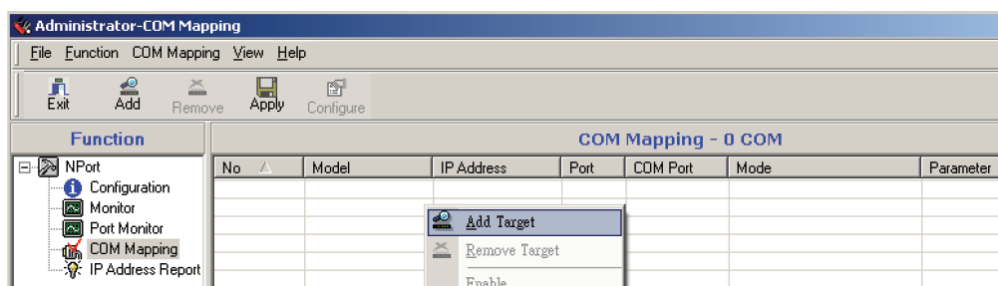 Administrator-COM Mapping
File Function COM Mapping View Help
Exit Add Remove Apply Configure
Function COM Mapping - 0 COM
No Model IP Address Port COM Port Mode Parameter
NPort
Configuration
Monitor
Port Monitor
COM Mapping
IP Address Report
Add Target
Remove Target
Enable